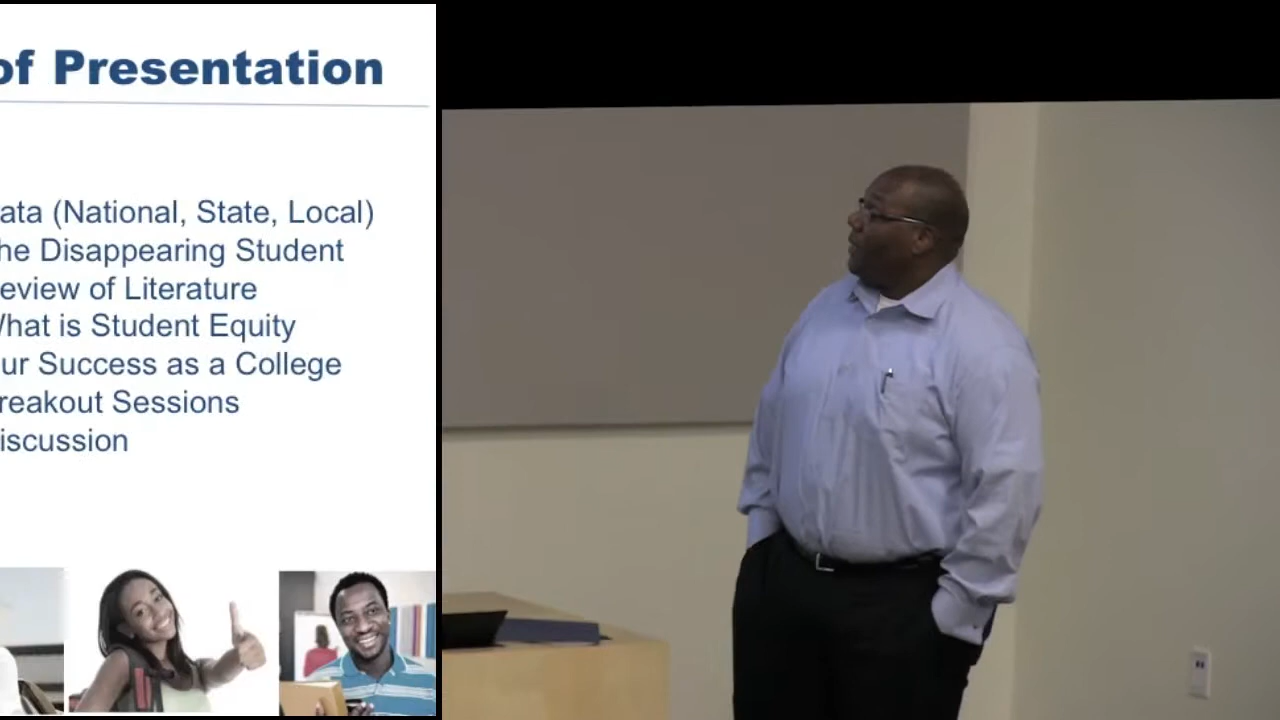 of Presentation
ata (National, State, Local)
he Disappearing Student
eview of Literature
What is Student Equity
ur Success as a College
reakout Sessions
iscussion